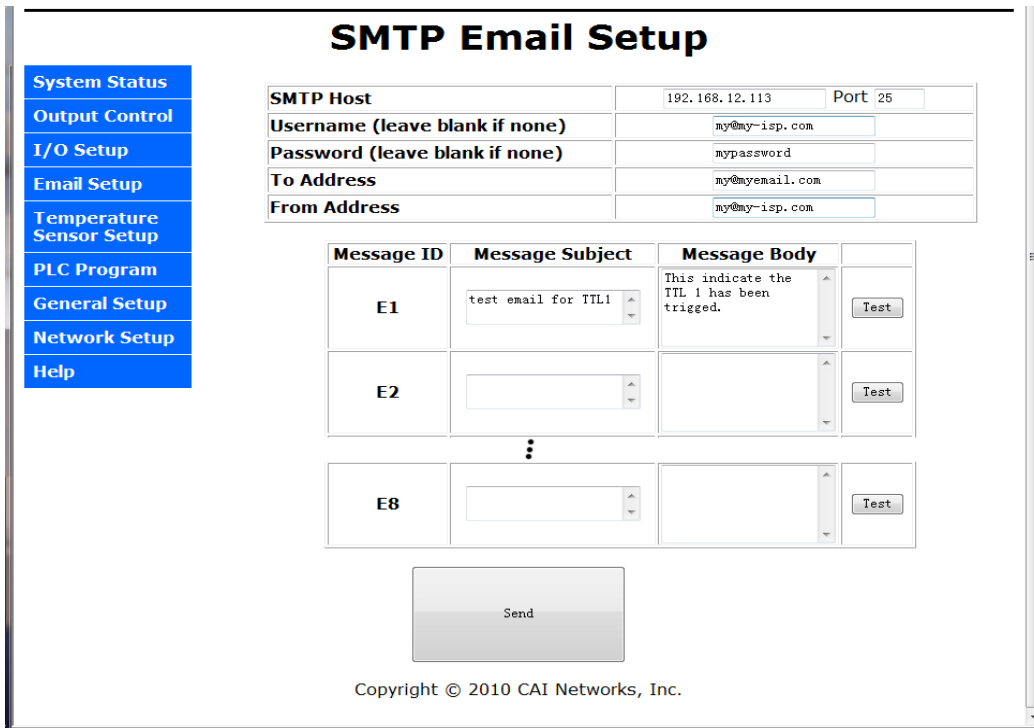 SMTP Email Setup
System Status
Output Control
I/O Setup
Email Setup
Temperature
Sensor Setup
PLC Program
General Setup
Network Setup
Help
SMTP Host 192.168.12.113 Port 25
Username (leave blank if none) my@my-isp.com
Password (leave blank if none) mypassword
To Address my@myemail.com
From Address my@my-isp.com
Message ID Message Subject Message Body
E1 test email for TTL1 This indicate the
TTL 1 has been
trigged.
Test
E2 Test
E8 Test
Send
Copyright © 2010 CAI Networks, Inc.